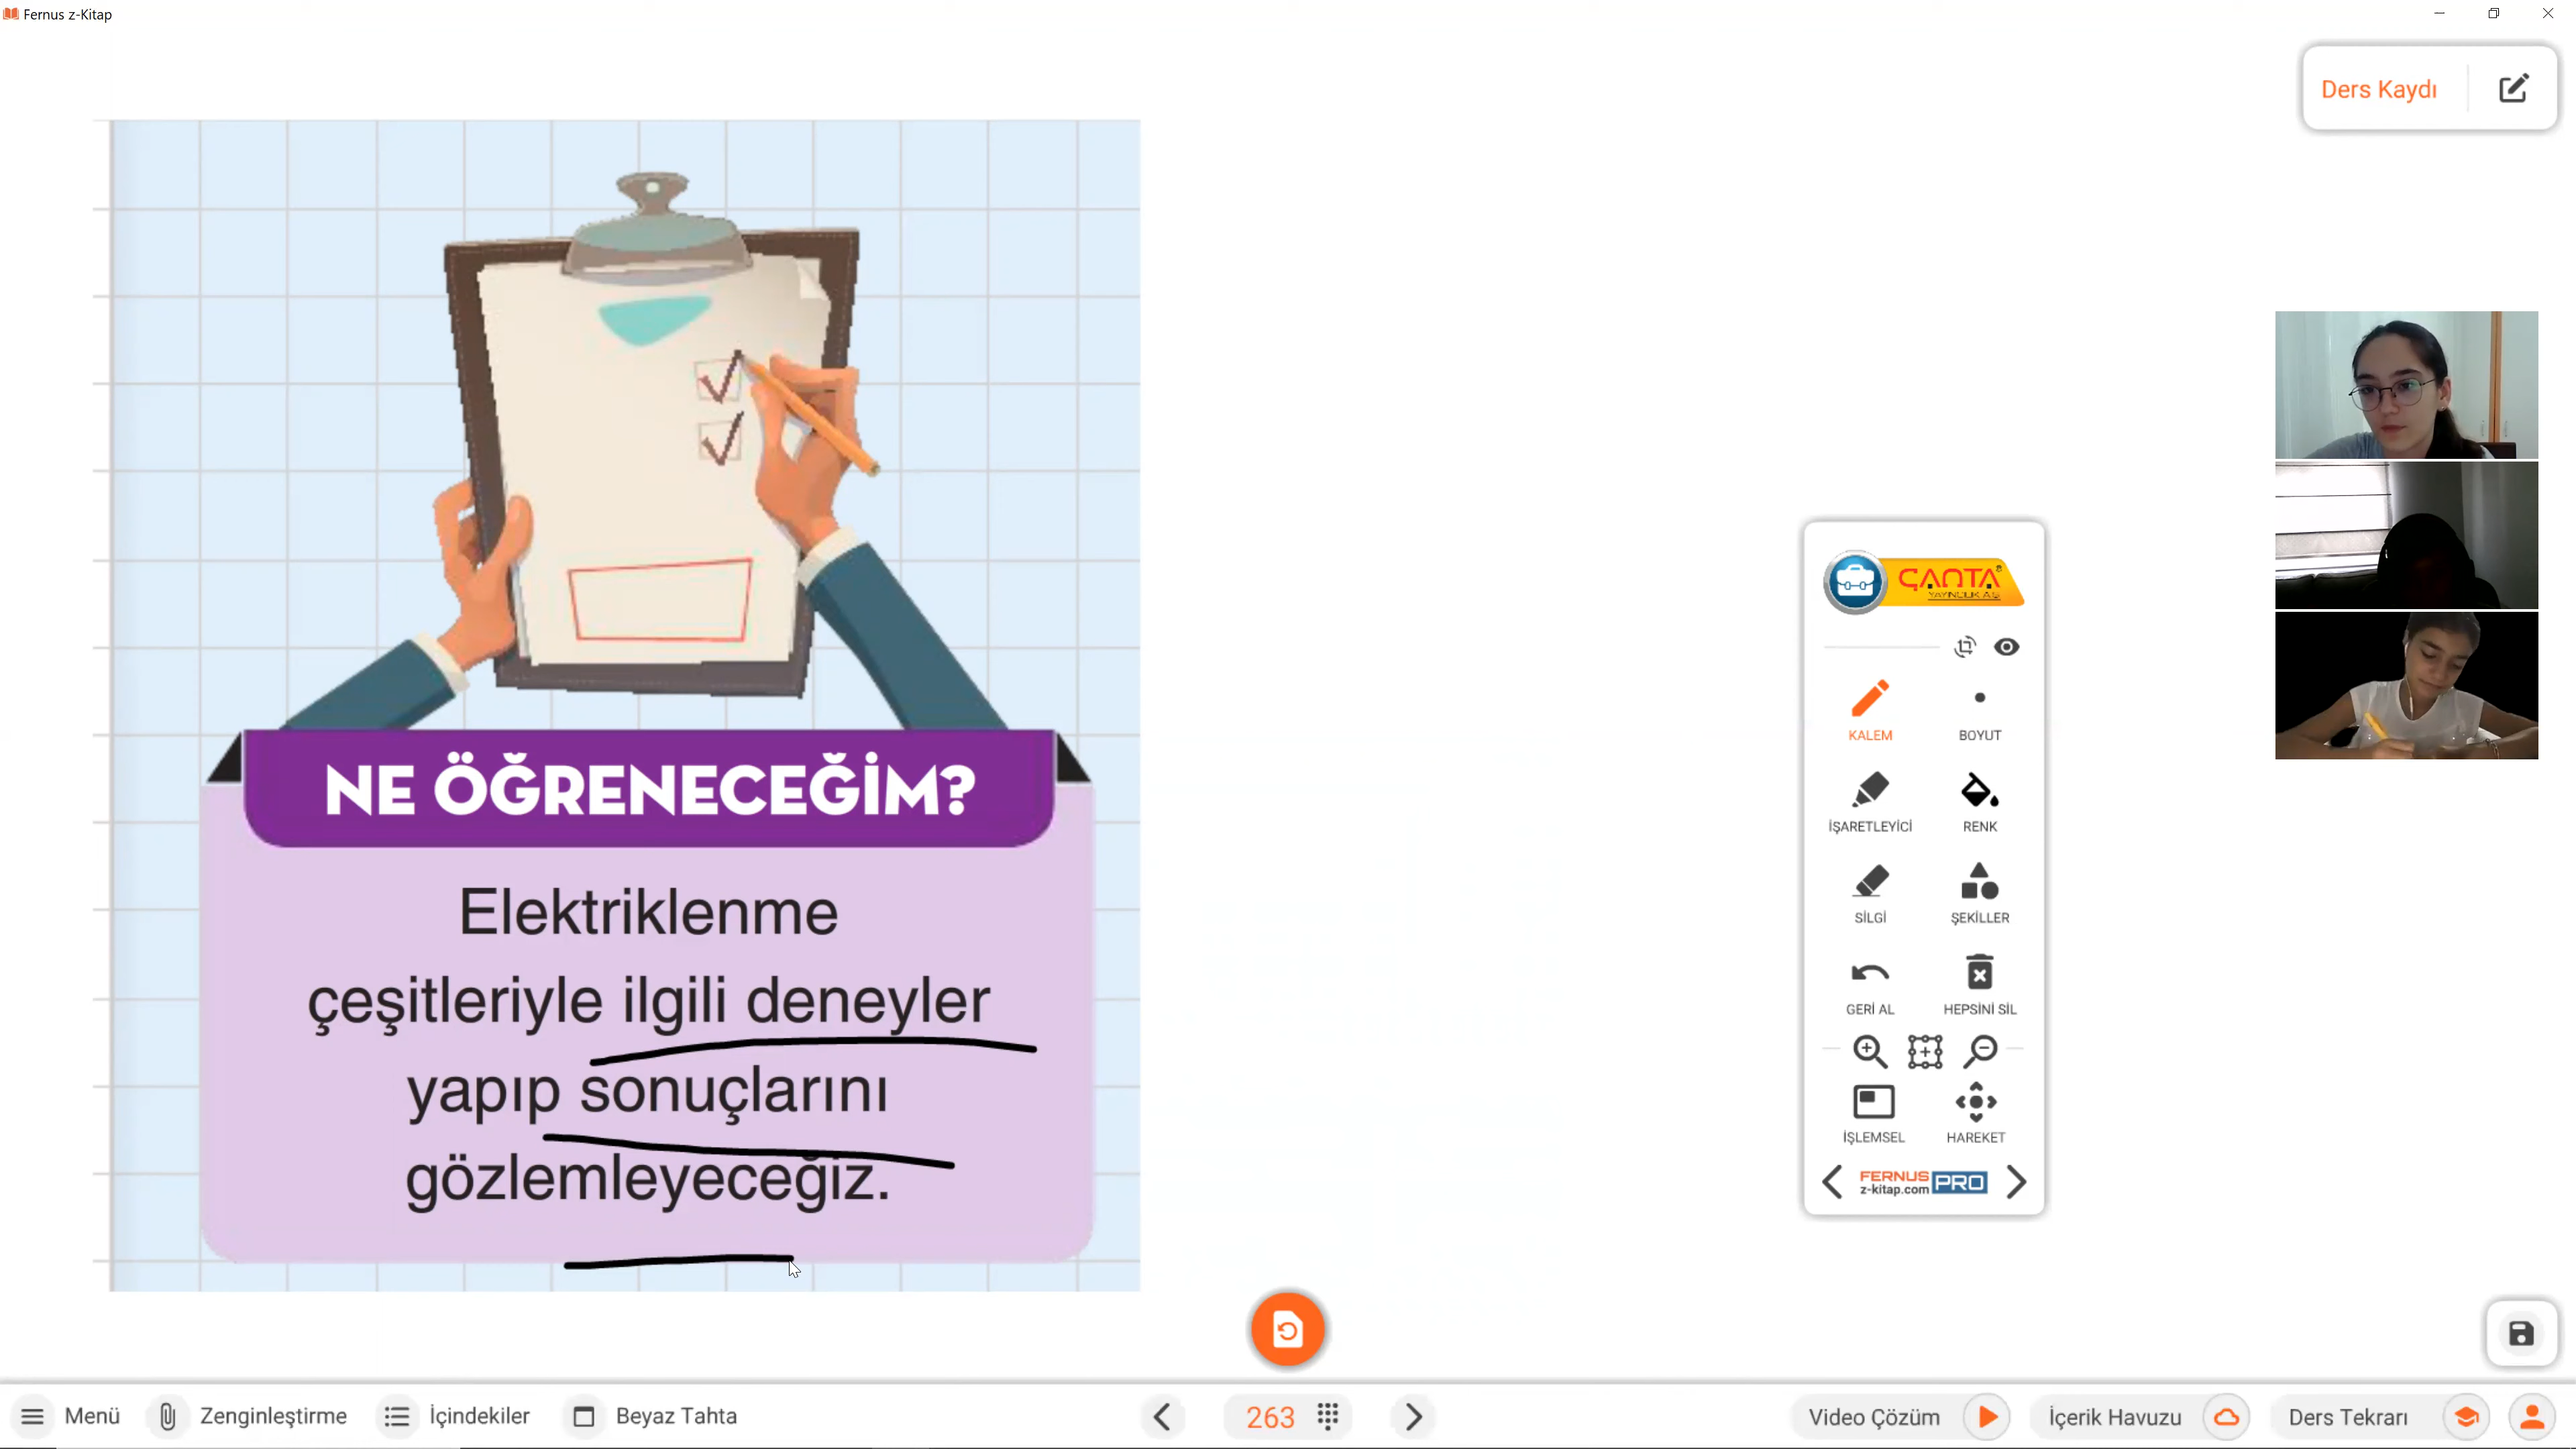 Fernus z-Kitap
Ders Kaydı
NE ÖĞRENECEĞİM?
Elektriklenme
çeşitleriyle ilgili deneyler
yapıp sonuçlarını
gözlemleyeceğiz.
ÇANTA
YAYINCILIK A.Ş.
KALEM
BOYUT
İŞARETLEYİCİ
RENK
SİLGİ
ŞEKİLLER
GERİ AL
HEPSİNİ SİL
İŞLEMSEL
HAREKET
FERNUS PRO
z-kitap.com
Menü
Zenginleştirme
İçindekiler
Beyaz Tahta
263
Video Çözüm
İçerik Havuzu
Ders Tekrarı